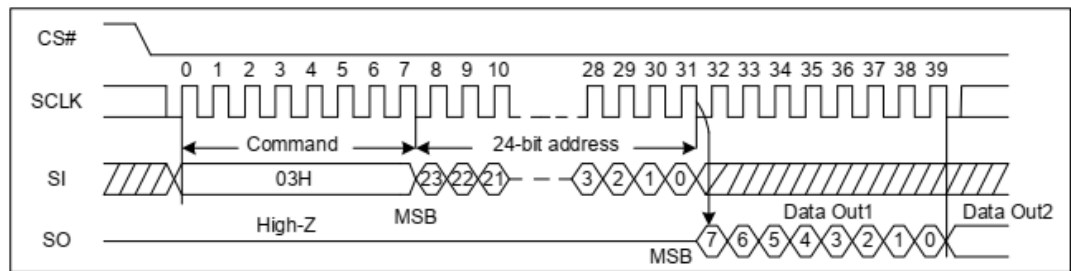 CS#
0 1 2 3 4 5 6 7 8 9 10 28 29 30 31 32 33 34 35 36 37 38 39
SCLK
Command 24-bit address
SI 03H 23 22 21 3 2 1 0
High-Z MSB Data Out1 Data Out2
SO 7 6 5 4 3 2 1 0
MSB